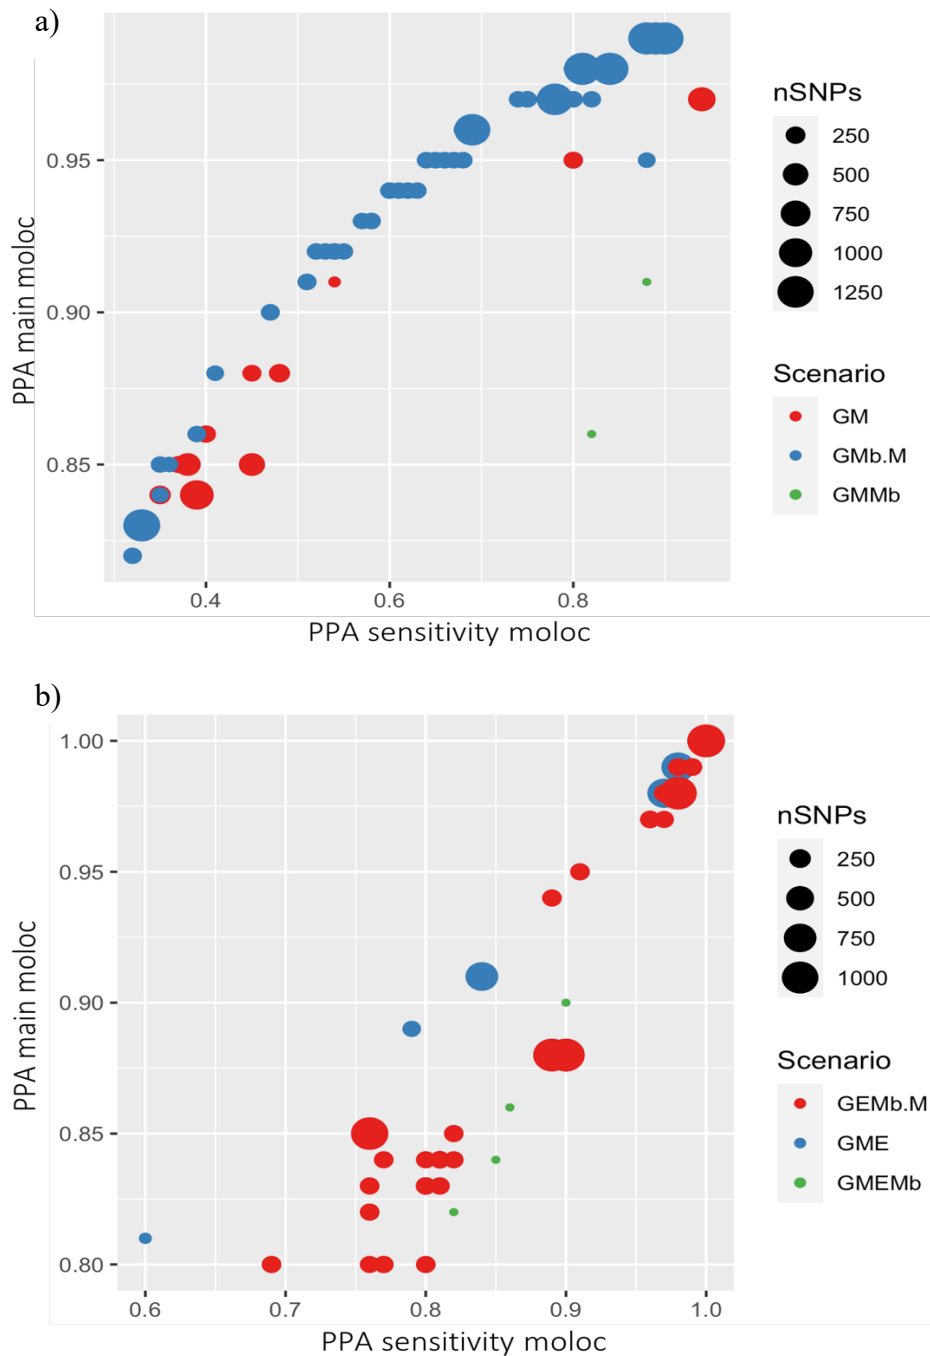 a)
PPA main moloc
0.95
0.90
0.85
0.4
0.6
0.8
PPA sensitivity moloc
nSNPs
250
500
750
1000
1250
Scenario
GM
GMb.M
GMMb
b)
PPA main moloc
1.00
0.95
0.90
0.85
0.80
0.6
0.7
0.8
0.9
1.0
PPA sensitivity moloc
nSNPs
250
500
750
1000
Scenario
GEMb.M
GME
GMEMb